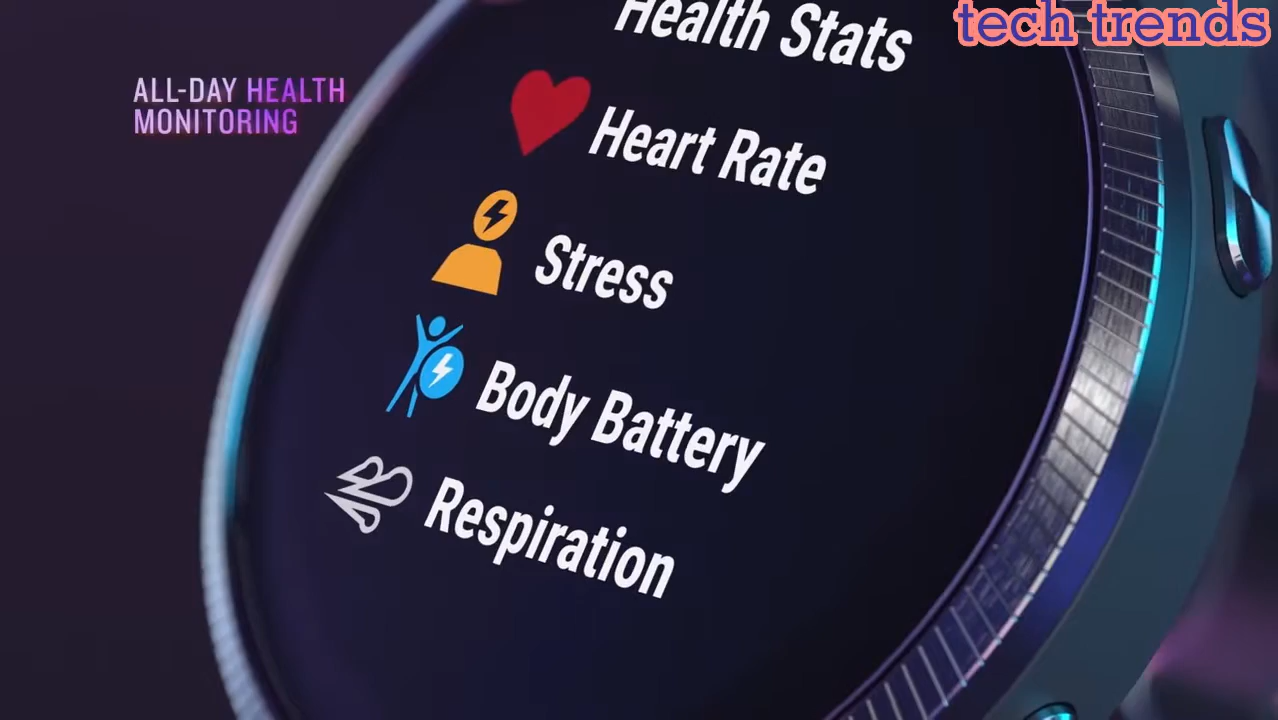 tech trends
ALL-DAY HEALTH
MONITORING
Health Stats
Heart Rate
Stress
Body Battery
Respiration